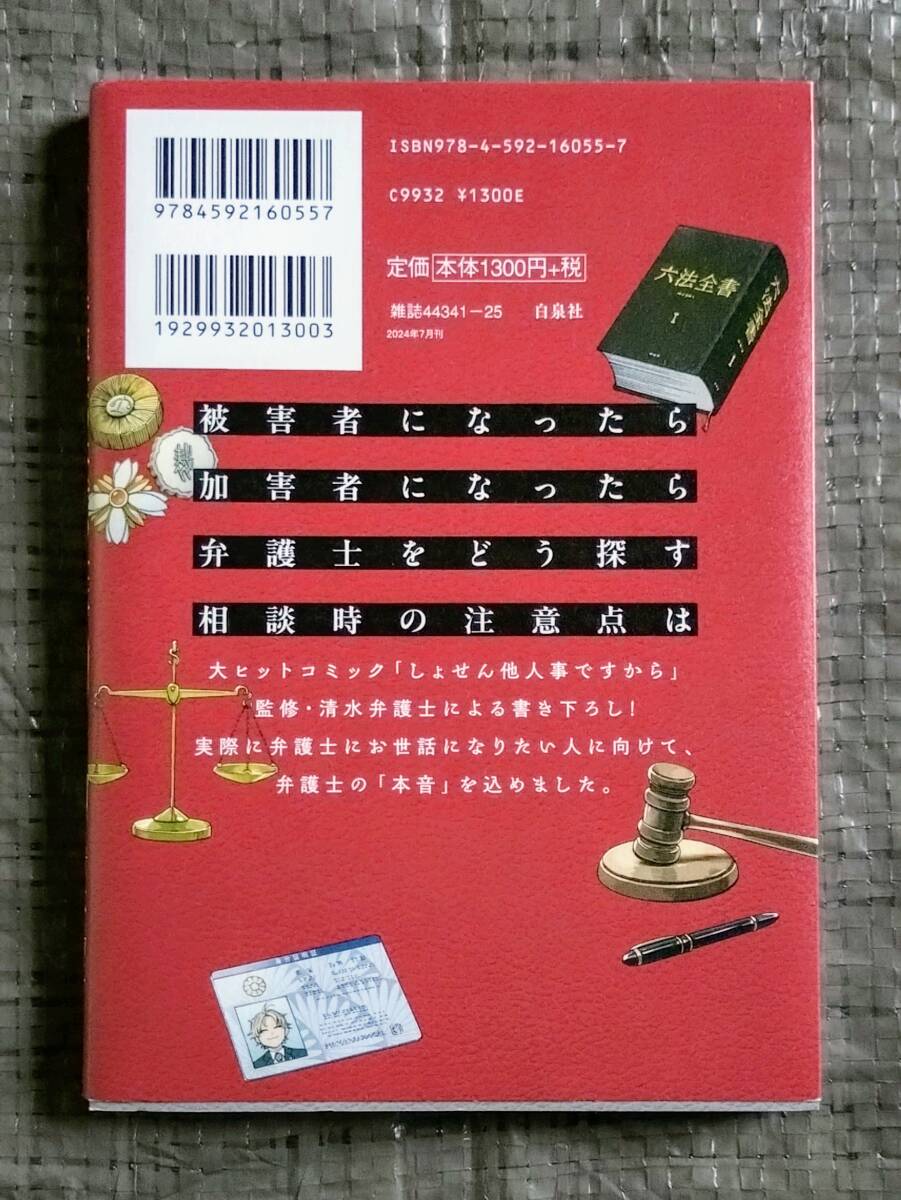 9784592160557
1929932013003
ISBN978-4-592-16055-7
C9932 ¥1300E
定価 本体1300円+税
雑誌44341-25 白泉社
2024年7月刊
六法全書
I
六法全書
I
裁
被害者になったら
加害者になったら
弁護士をどう探す
相談時の注意点は
大ヒットコミック「しょせん他人事ですから」
監修・清水弁護士による書き下ろし!
実際に弁護士にお世話になりたい人に向けて、
弁護士の「本音」を込めました。